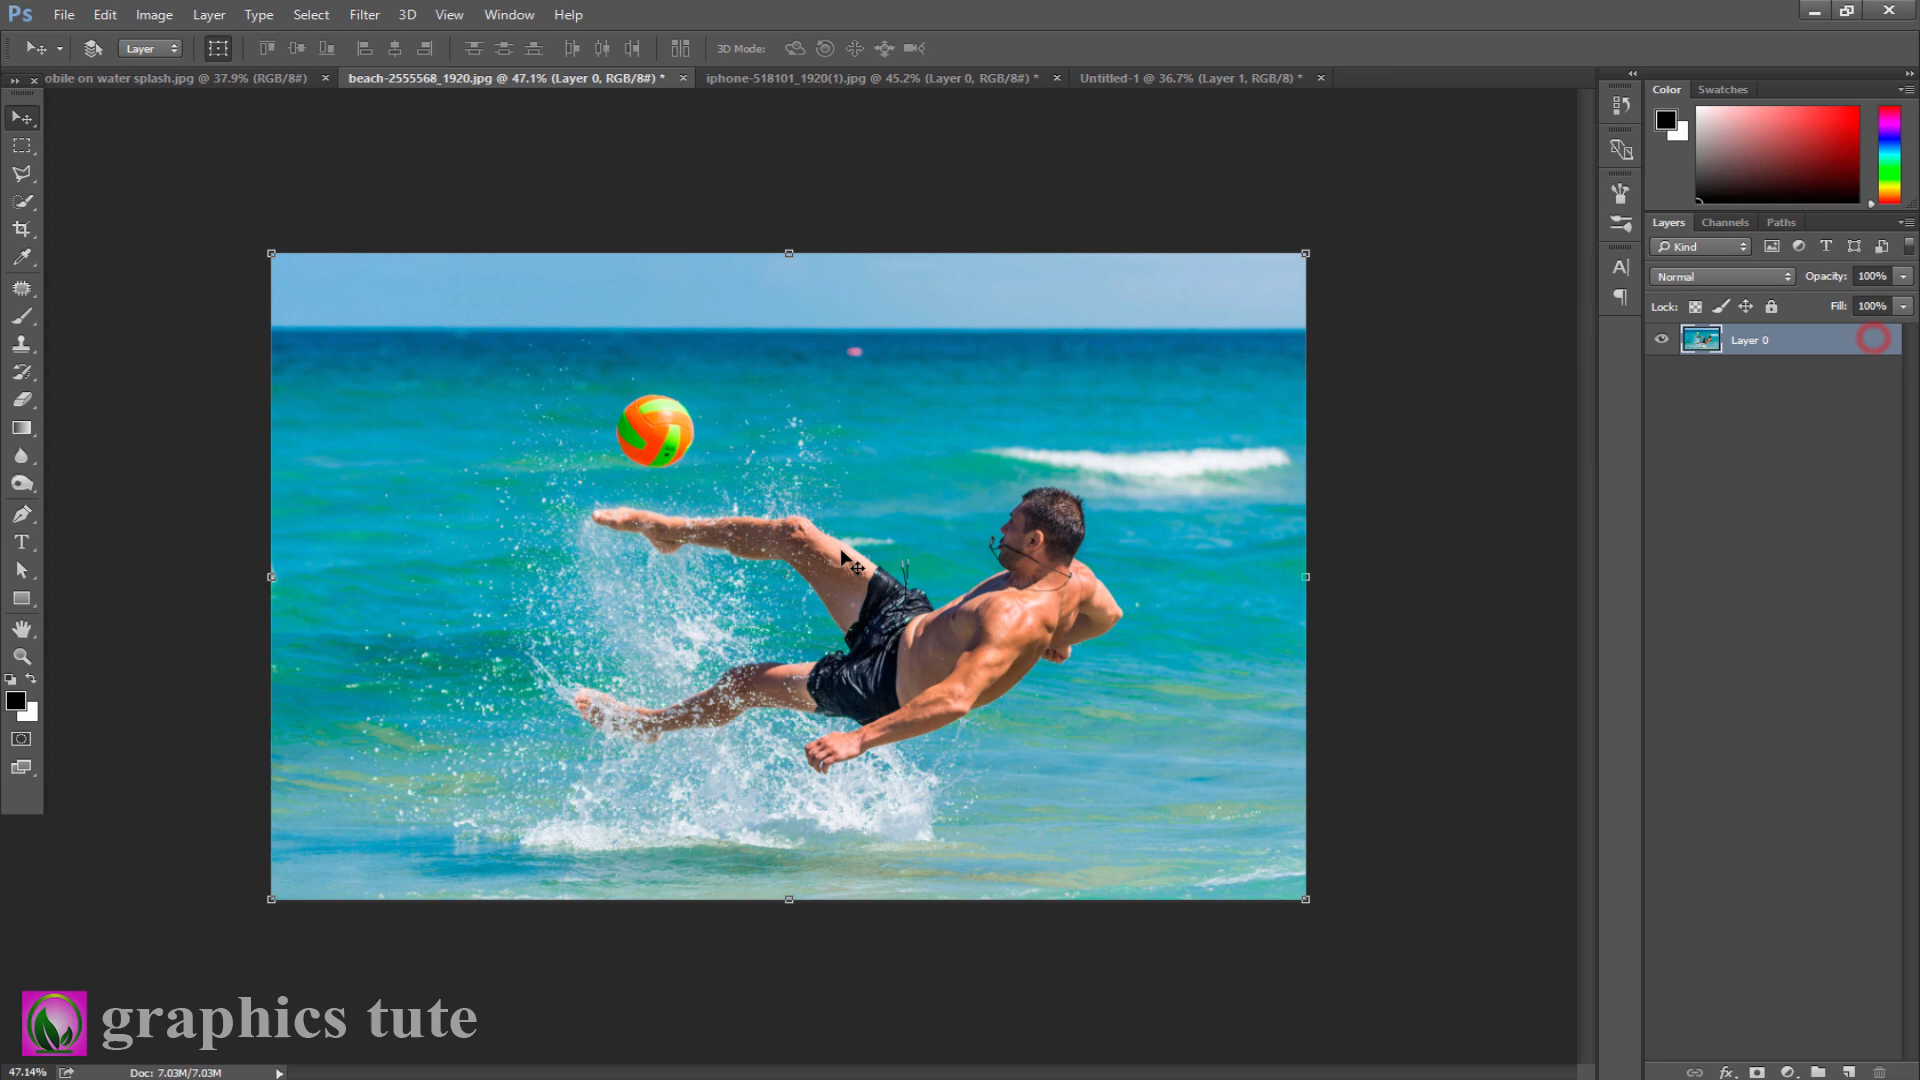 Ps File Edit Image Layer Type Select Filter 3D View Window Help
Layer 3D Mode:
obile on water splash.jpg @ 37.9% (RGB/8#) × beach-2555568_1920.jpg @ 47.1% (Layer 0, RGB/8#) * × iphone-518101_1920(1).jpg @ 45.2% (Layer 0, RGB/8#) * × Untitled-1 @ 36.7% (Layer 1, RGB/8) * ×
Color Swatches
Layers Channels Paths
Kind
Normal Opacity: 100%
Lock: Fill: 100%
Layer 0
graphics tute
47.14% Doc: 7.03M/7.03M